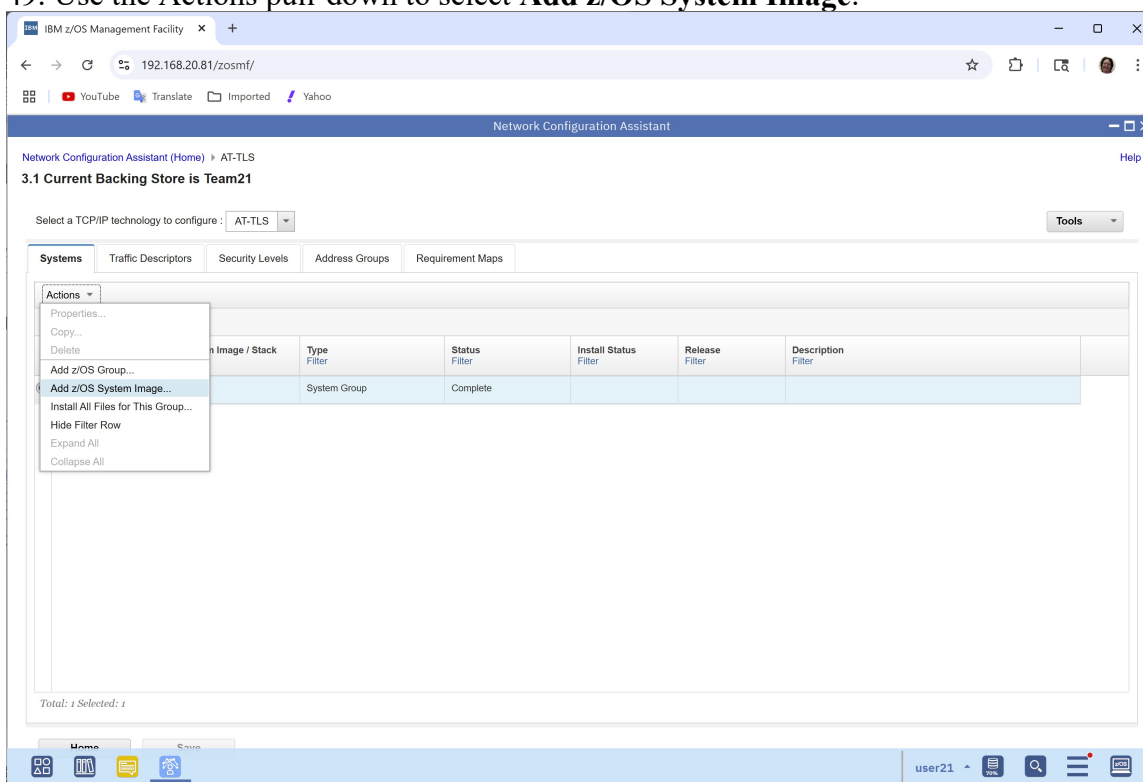 49. Use the Actions pull-down to select Add z/OS System Image.
IBM z/OS Management Facility
192.168.20.81/zosmf/
YouTube Translate Imported Yahoo
Network Configuration Assistant
Network Configuration Assistant (Home) AT-TLS Help
3.1 Current Backing Store is Team21
Select a TCP/IP technology to configure : AT-TLS Tools
Systems Traffic Descriptors Security Levels Address Groups Requirement Maps
Actions
Properties...
Copy...
Delete
Add z/OS Group...
Add z/OS System Image...
Install All Files for This Group...
Hide Filter Row
Expand All
Collapse All
Image / Stack Type Status Install Status Release Description
Filter Filter Filter Filter Filter
System Group Complete
Total: 1 Selected: 1
Home Save
user21 70% z/OS